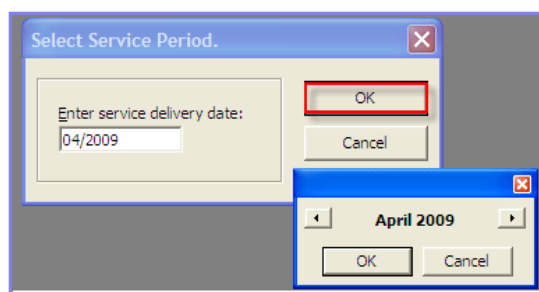 Select Service Period.
OK
Enter service delivery date:
04/2009
Cancel
April 2009
OK Cancel